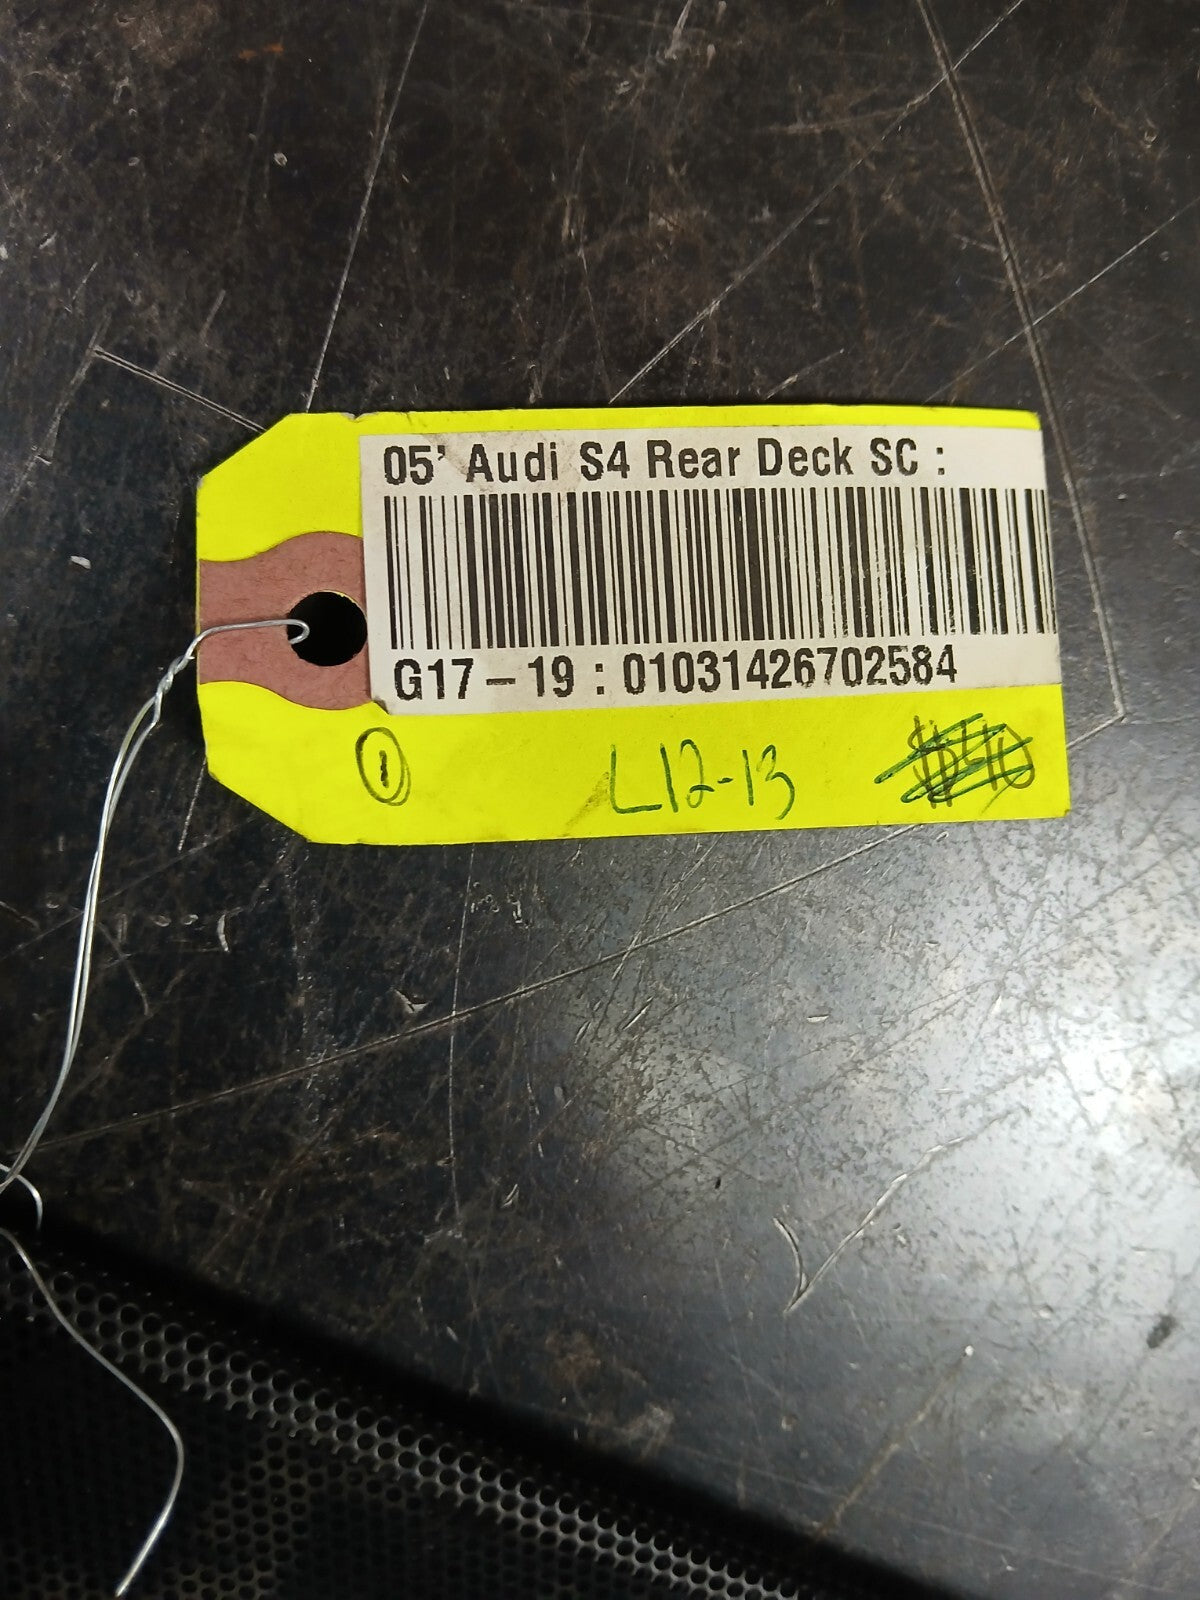 05' Audi S4 Rear Deck SC :
G17 - 19 : 01031426702584
1 L12-13